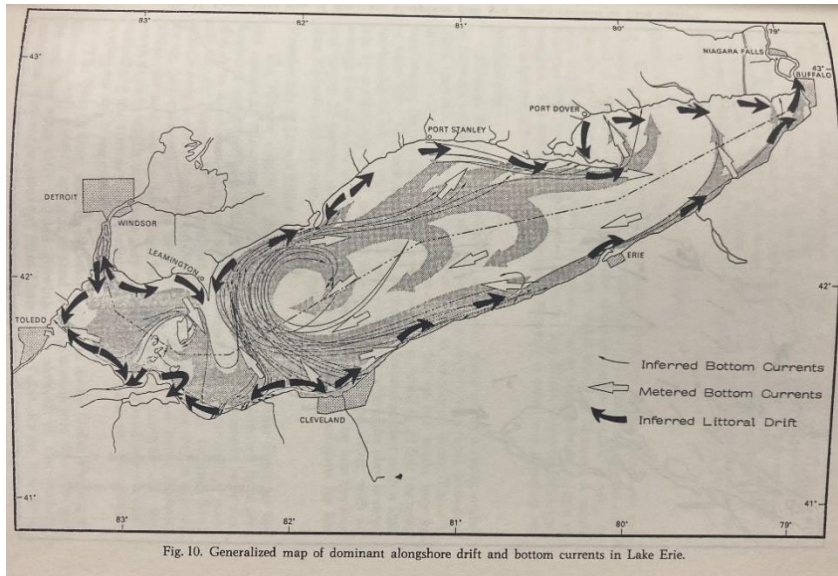 83°
82°
81°
80°
79°
43°
NIAGARA FALLS
43°
BUFFALO
PORT DOVER
PORT STANLEY
DETROIT
WINDSOR
LEAMINGTON
42°
ERIE
42°
TOLEDO
Inferred Bottom Currents
Metered Bottom Currents
CLEVELAND
Inferred Littoral Drift
41°
41°
83°
82°
81°
80°
79°
Fig. 10. Generalized map of dominant alongshore drift and bottom currents in Lake Erie.